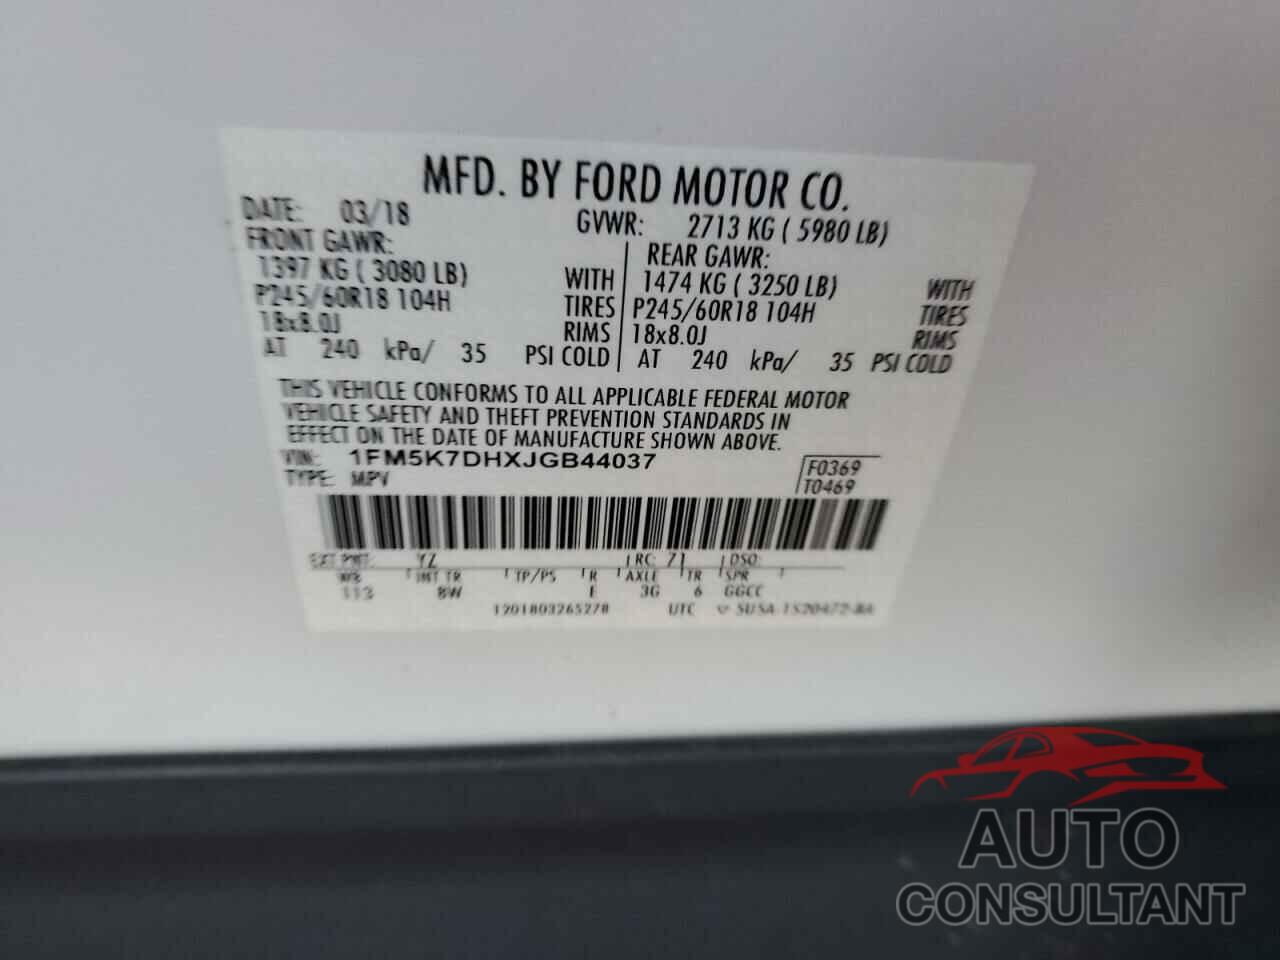 MFD. BY FORD MOTOR CO.
DATE: 03/18 GVWR: 2713 KG ( 5980 LB)
FRONT GAWR: REAR GAWR:
1397 KG ( 3080 LB) WITH 1474 KG ( 3250 LB) WITH
P245/60R18 104H TIRES P245/60R18 104H TIRES
18x8.0J RIMS 18x8.0J RIMS
AT 240 kPa/ 35 PSI COLD AT 240 kPa/ 35 PSI COLD
THIS VEHICLE CONFORMS TO ALL APPLICABLE FEDERAL MOTOR
VEHICLE SAFETY AND THEFT PREVENTION STANDARDS IN
EFFECT ON THE DATE OF MANUFACTURE SHOWN ABOVE.
VIN: 1FM5K7DHXJGB44037 F0369
TYPE: MPV T0469
EXT PNT: YZ RC: 71 DSO:
WB INT TR TP/PS R AXLE TR SPR
113 8W E 3G 6 GGCC
1201803265278 UTC
AUTO
CONSULTANT